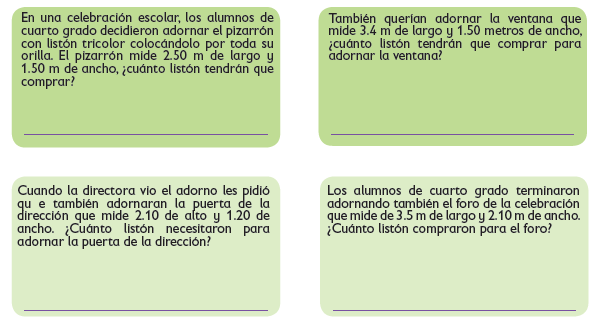 En una celebración escolar, los alumnos de
cuarto grado decidieron adornar el pizarrón
con listón tricolor colocándolo por toda su
orilla. El pizarrón mide 2.50 m de largo y
1.50 m de ancho, ¿cuánto listón tendrán que
comprar?
También querían adornar la ventana que
mide 3.4 m de largo y 1.50 metros de ancho,
¿cuánto listón tendrán que comprar para
adornar la ventana?
Cuando la directora vio el adorno les pidió
qu e también adornaran la puerta de la
dirección que mide 2.10 de alto y 1.20 de
ancho. ¿Cuánto listón necesitaron para
adornar la puerta de la dirección?
Los alumnos de cuarto grado terminaron
adornando también el foro de la celebración
que mide de 3.5 m de largo y 2.10 m de ancho.
¿Cuánto listón compraron para el foro?